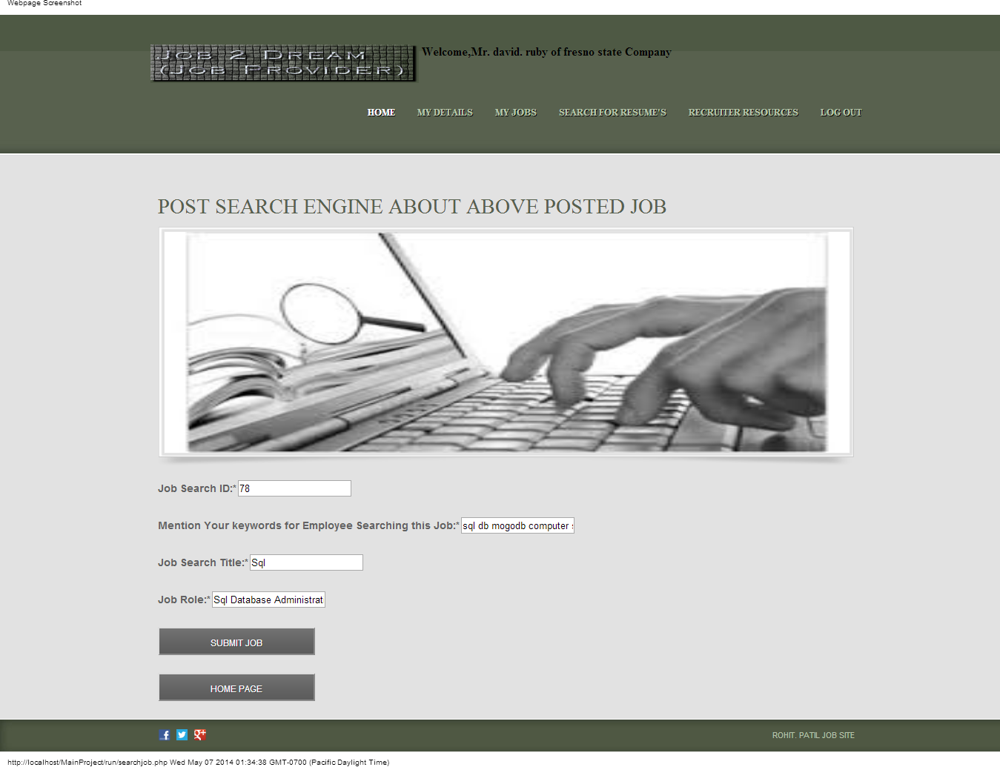 Webpage Screenshot
Job 2 Dream
(Job Provider)
Welcome,Mr. david. ruby of fresno state Company
HOME MY DETAILS MY JOBS SEARCH FOR RESUME'S RECRUITER RESOURCES LOG OUT
POST SEARCH ENGINE ABOUT ABOVE POSTED JOB
Job Search ID:* 78
Mention Your keywords for Employee Searching this Job:* sql db mogodb computer
Job Search Title:* Sql
Job Role:* Sql Database Administrat
SUBMIT JOB
HOME PAGE
ROHIT. PATIL JOB SITE
http://localhost/MainProject/run/searchjob.php Wed May 07 2014 01:34:38 GMT-0700 (Pacific Daylight Time)